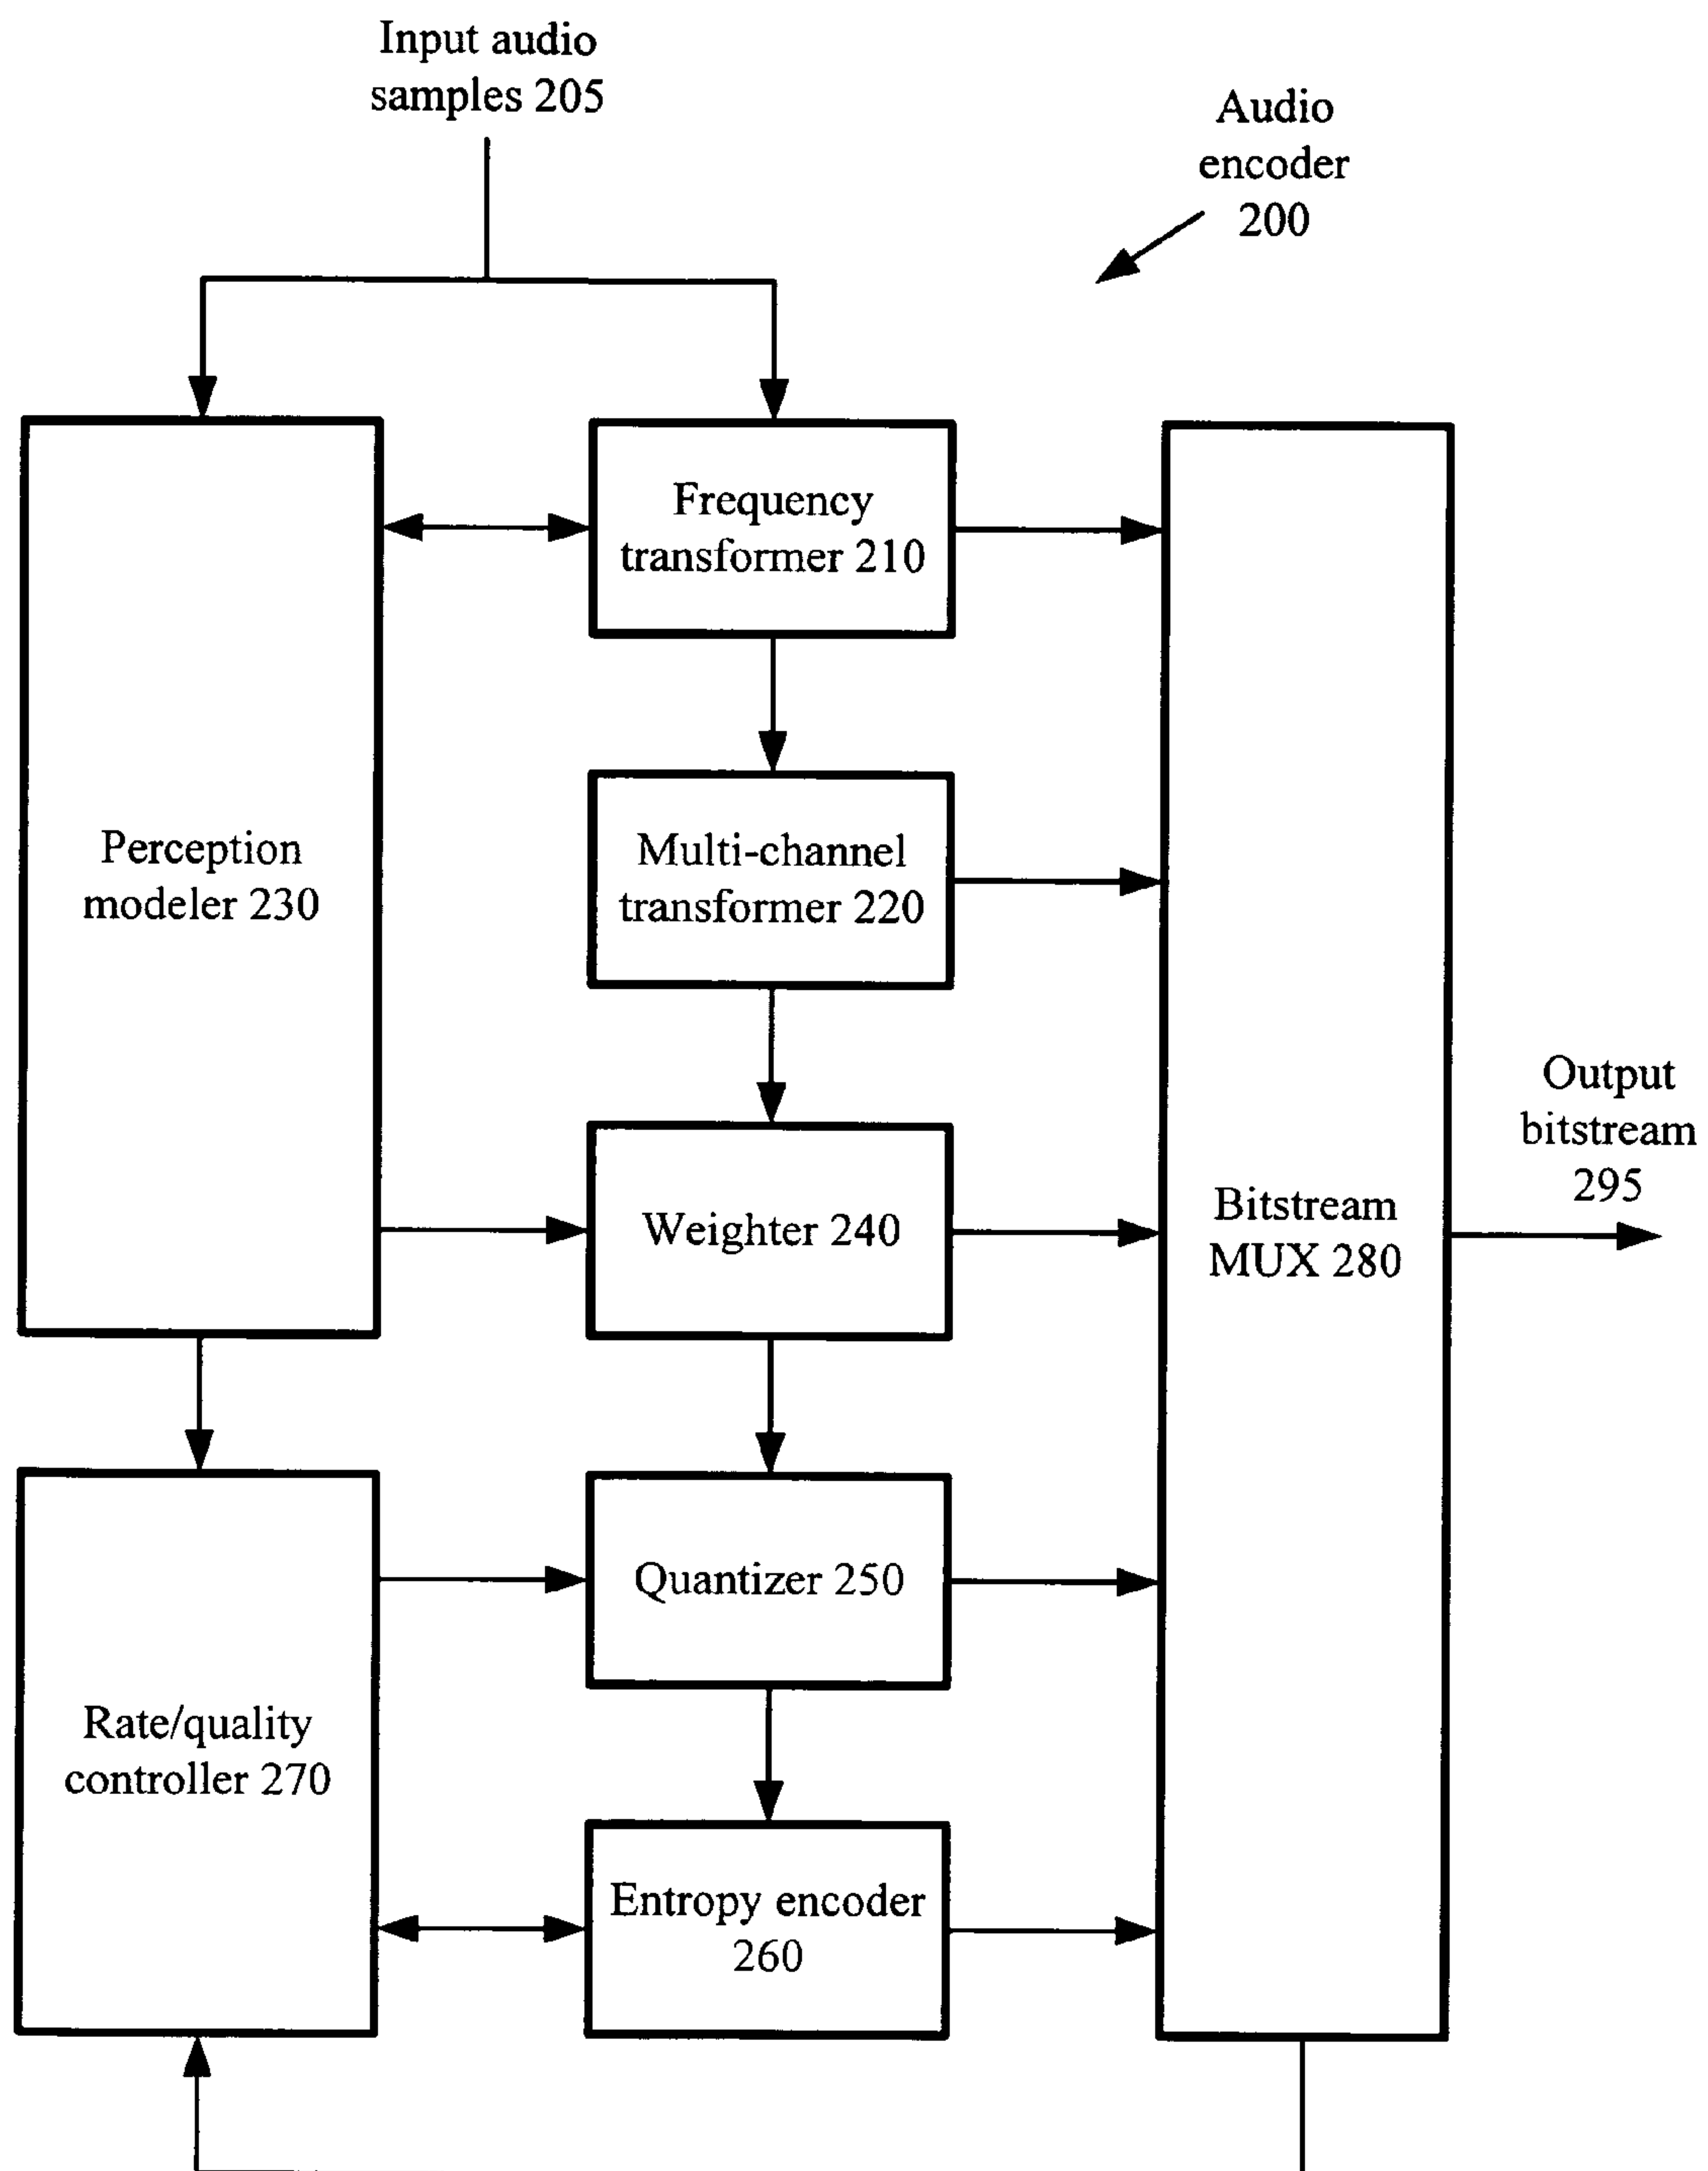 Input audio
samples 205
Audio
encoder
200
Frequency
transformer 210
Perception
modeler 230
Multi-channel
transformer 220
Weighter 240
Bitstream
MUX 280
Output
bitstream
295
Quantizer 250
Rate/quality
controller 270
Entropy encoder
260